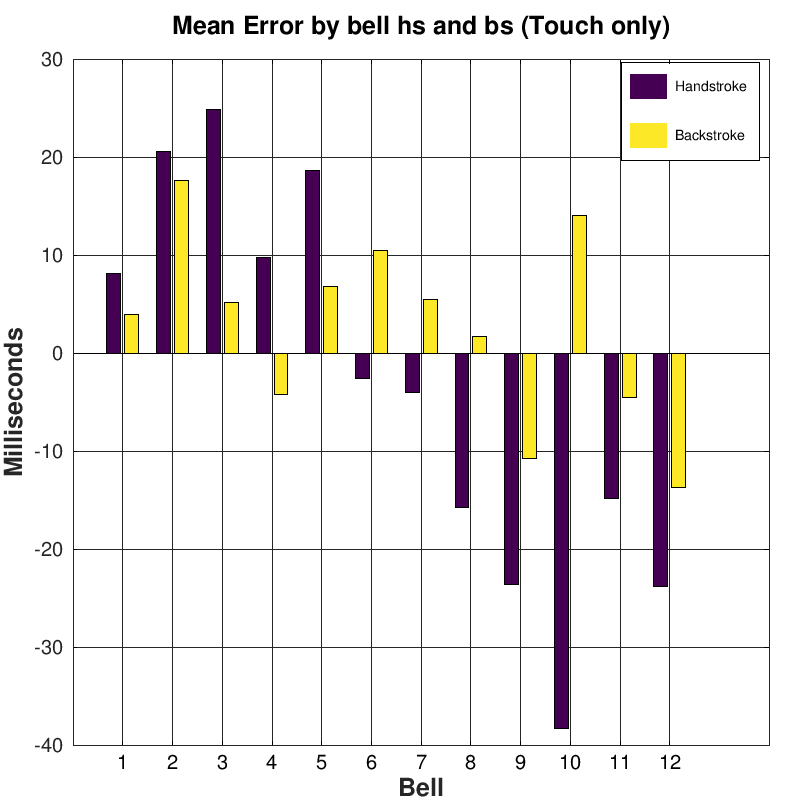 Mean Error by bell hs and bs (Touch only)
30
20
10
0
-10
-20
-30
-40
Milliseconds
Handstroke
Backstroke
1 2 3 4 5 6 7 8 9 10 11 12
Bell